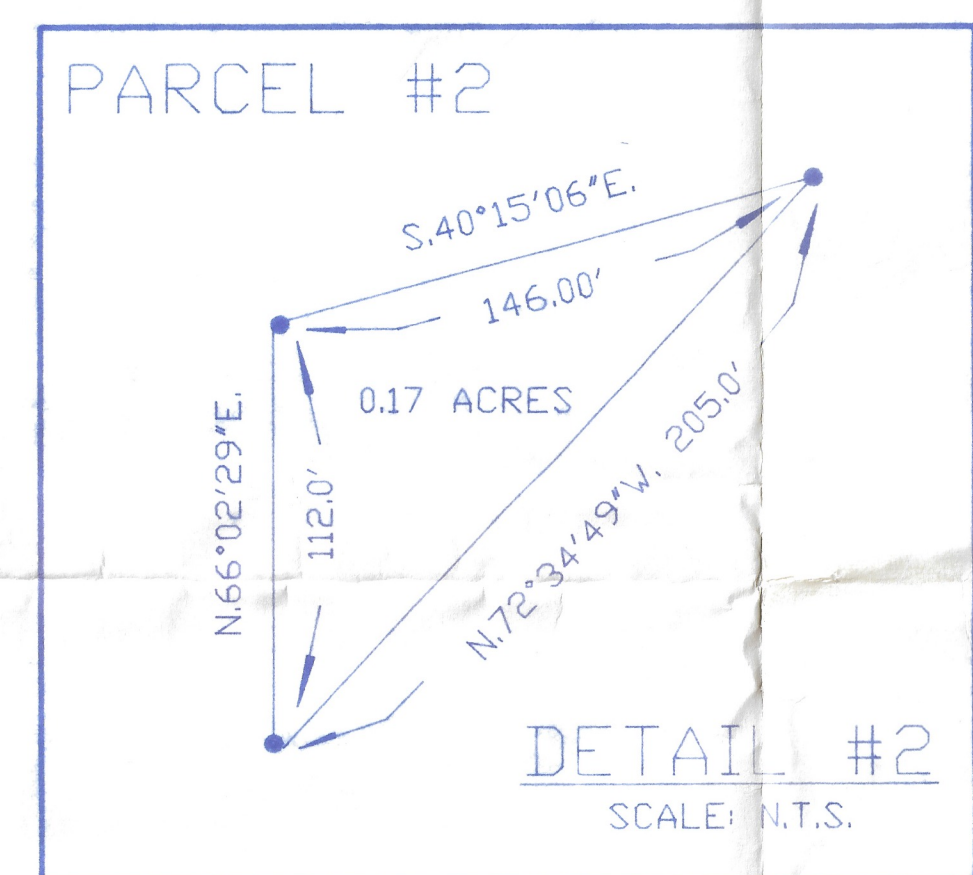 PARCEL #2
S.40°15'06"E.
146.00'
0.17 ACRES
N.66°02'29"E.
112.0'
N.72°34'49"W. 205.0'
DETAIL #2
SCALE: N.T.S.